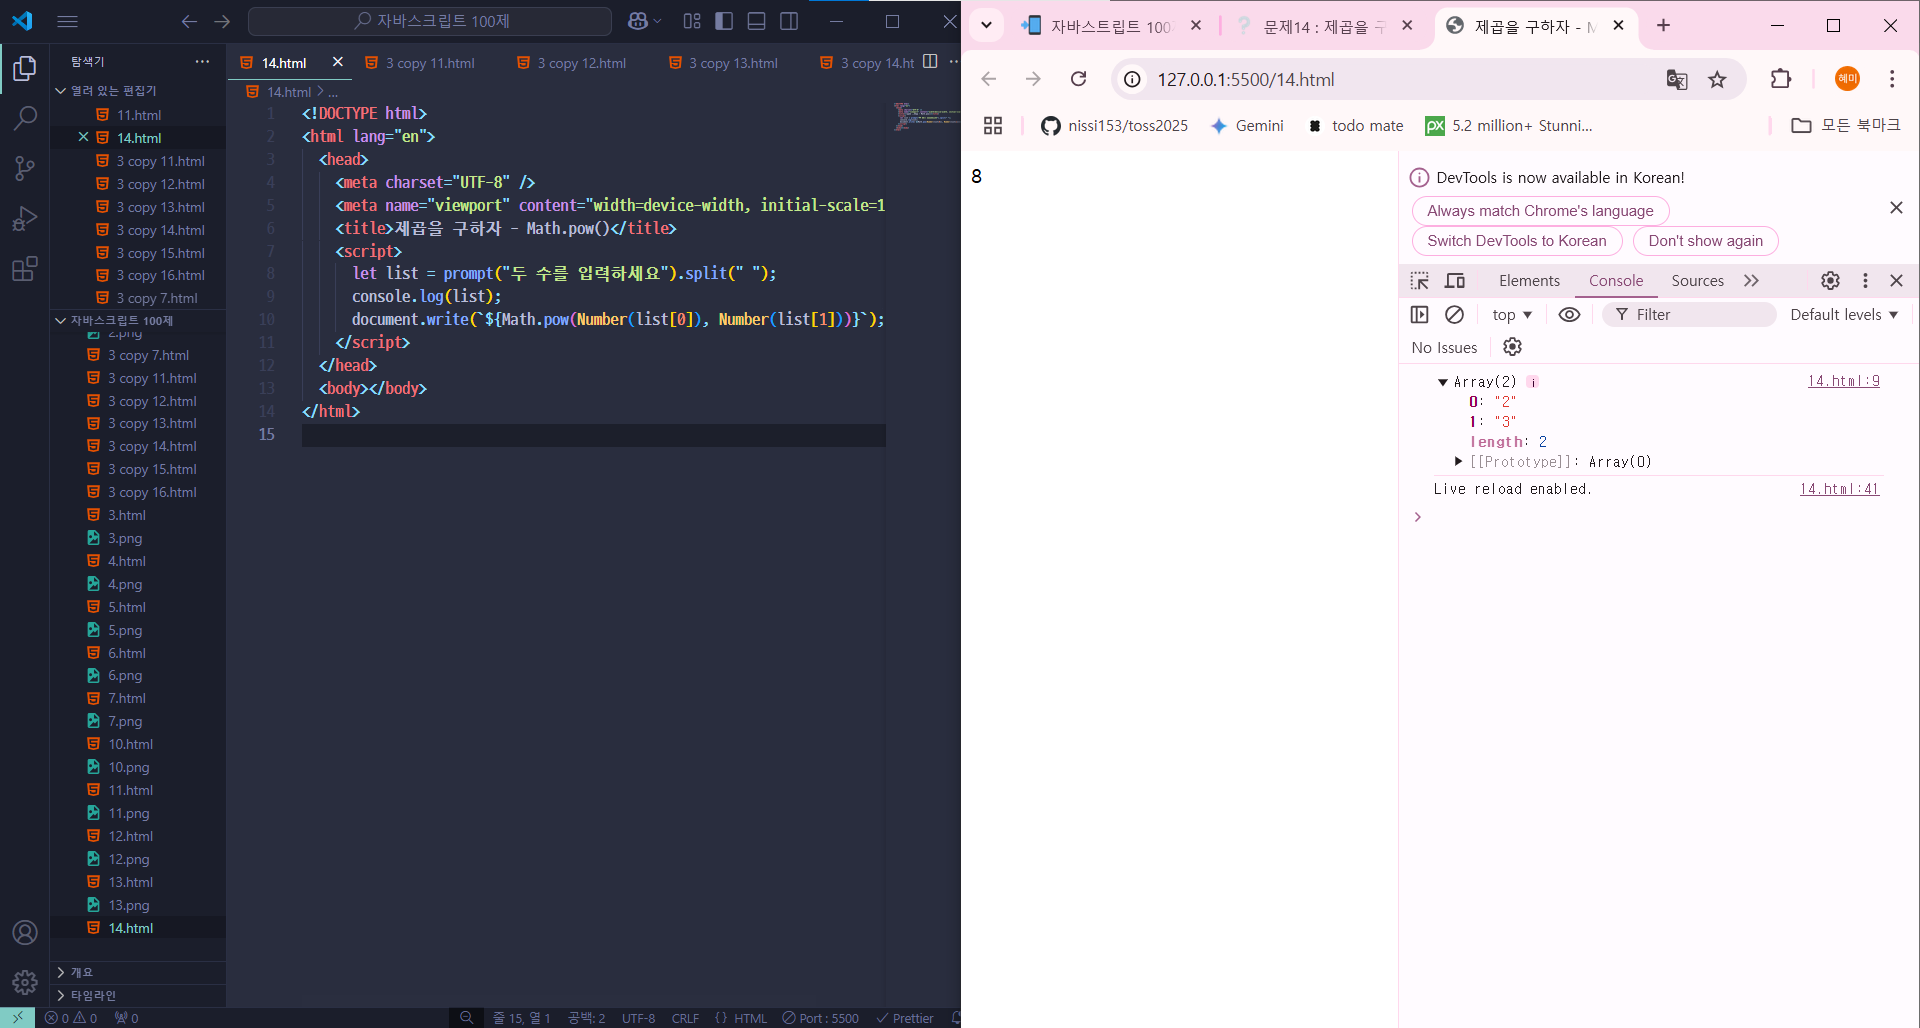 자바스크립트 100제
탐색기
열려 있는 편집기
11.html
14.html
3 copy 11.html
3 copy 12.html
3 copy 13.html
3 copy 14.html
3 copy 15.html
3 copy 16.html
3 copy 7.html
자바스크립트 100제
2.png
3 copy 7.html
3 copy 11.html
3 copy 12.html
3 copy 13.html
3 copy 14.html
3 copy 15.html
3 copy 16.html
3.html
3.png
4.html
4.png
5.html
5.png
6.html
6.png
7.html
7.png
10.html
10.png
11.html
11.png
12.html
12.png
13.html
13.png
14.html
개요
타임라인
14.html 3 copy 11.html 3 copy 12.html 3 copy 13.html 3 copy 14.ht
14.html > ...
1 <!DOCTYPE html>
2 <html lang="en">
3 <head>
4 <meta charset="UTF-8" />
5 <meta name="viewport" content="width=device-width, initial-scale=1
6 <title>제곱을 구하자 - Math.pow()</title>
7 <script>
8 let list = prompt("두 수를 입력하세요").split(" ");
9 console.log(list);
10 document.write(`${Math.pow(Number(list[0]), Number(list[1]))}`);
11 </script>
12 </head>
13 <body></body>
14 </html>
15
0 0 0 줄 15, 열 1 공백: 2 UTF-8 CRLF {} HTML Port : 5500 Prettier
자바스트립트 100 문제14 : 제곱을 구 제곱을 구하자 - M
127.0.0.1:5500/14.html 혜미
nissi153/toss2025 Gemini todo mate px 5.2 million+ Stunni... 모든 북마크
8
DevTools is now available in Korean!
Always match Chrome's language
Switch DevTools to Korean Don't show again
Elements Console Sources
top Filter Default levels
No Issues
Array(2) i 14.html:9
0: "2"
1: "3"
length: 2
[[Prototype]]: Array(0)
Live reload enabled. 14.html:41